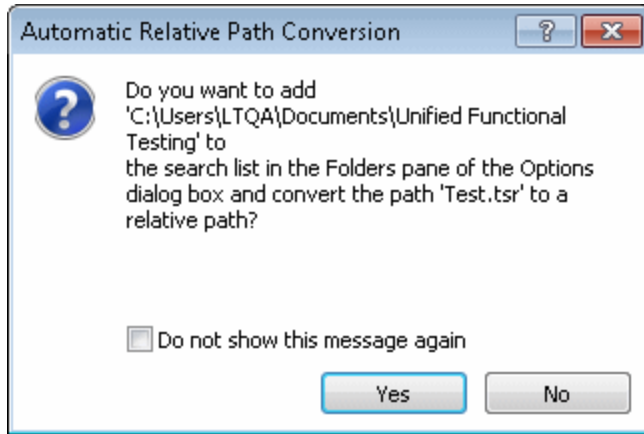 Automatic Relative Path Conversion
Do you want to add
'C:\Users\LTQA\Documents\Unified Functional
Testing' to
the search list in the Folders pane of the Options
dialog box and convert the path 'Test.tsr' to a
relative path?
Do not show this message again
Yes No